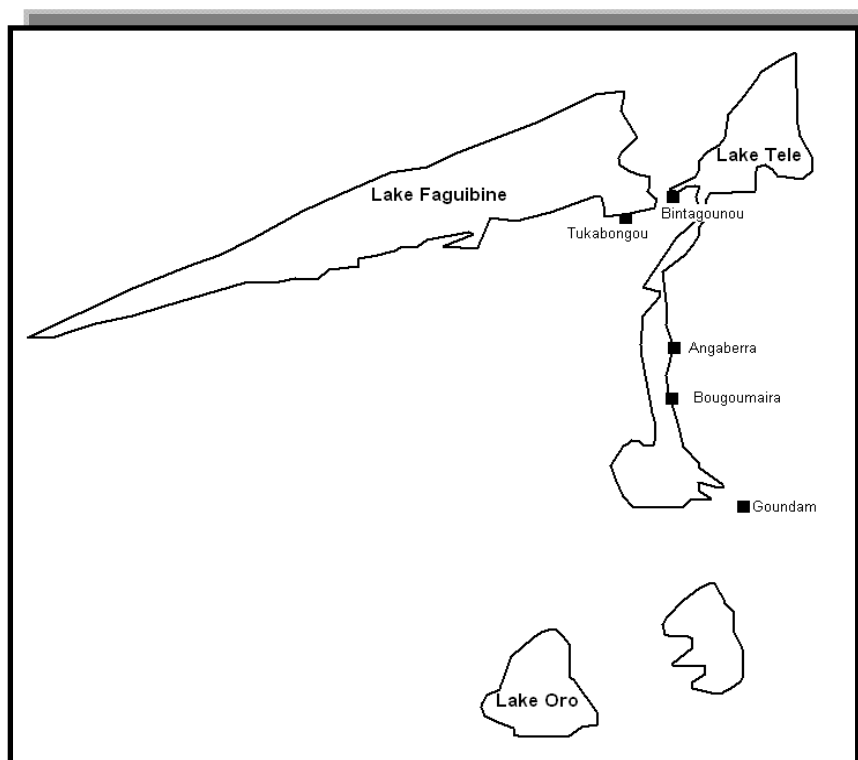 Lake Tele
Lake Faguibine
Bintagounou
Tukabongou
Angaberra
Bougoumaira
Goundam
Lake Oro